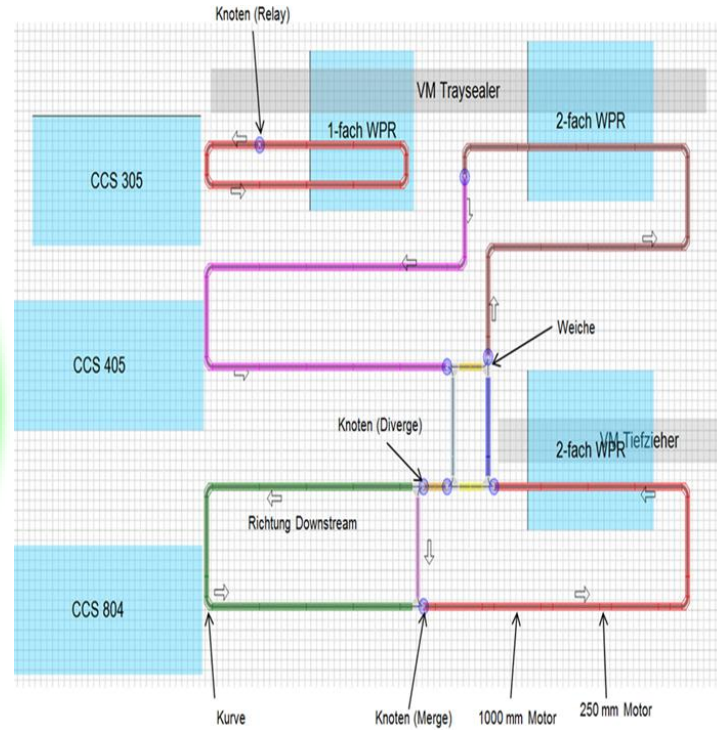 Knoten (Relay)
VM Traysealer
1-fach WPR
2-fach WPR
CCS 305
CCS 405
Weiche
Knoten (Diverge)
VM Tiefzieher
2-fach WPR
Richtung Downstream
CCS 804
Kurve
Knoten (Merge)
1000 mm Motor
250 mm Motor